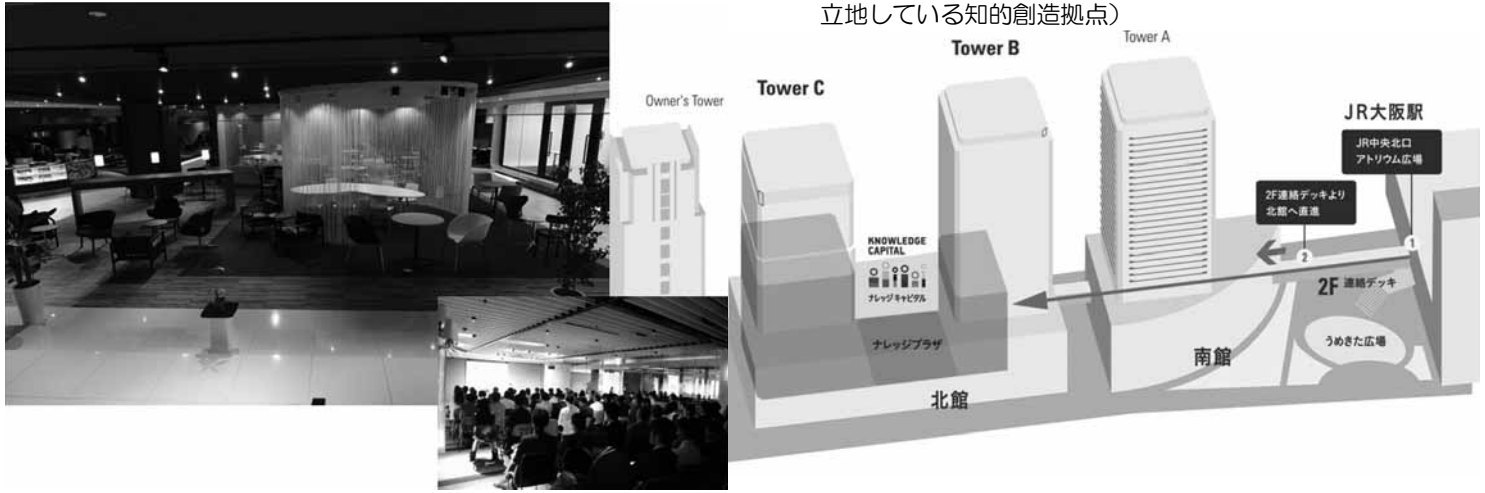 立地している知的創造拠点）
Tower A
Tower B
Tower C
Owner's Tower
JR大阪駅
JR中央北口
アトリウム広場
2F連絡デッキより
北館へ直進
1
2
KNOWLEDGE
CAPITAL
ナレッジキャピタル
2F 連絡デッキ
ナレッジプラザ
うめきた広場
南館
北館